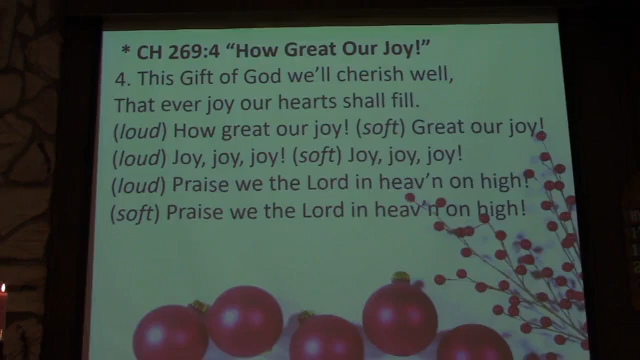 * CH 269:4 “How Great Our Joy!”
4. This Gift of God we’ll cherish well,
That ever joy our hearts shall fill.
(loud) How great our joy! (soft) Great our joy!
(loud) Joy, joy, joy! (soft) Joy, joy, joy!
(loud) Praise we the Lord in heav’n on high!
(soft) Praise we the Lord in heav’n on high!